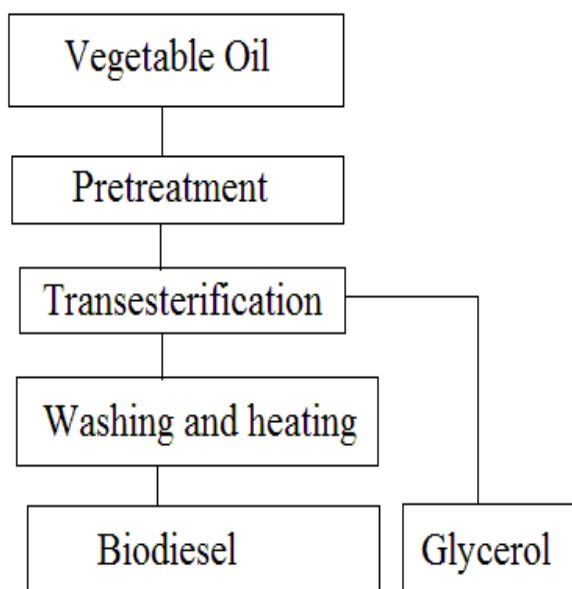 Vegetable Oil
Pretreatment
Transesterification
Washing and heating
Biodiesel
Glycerol